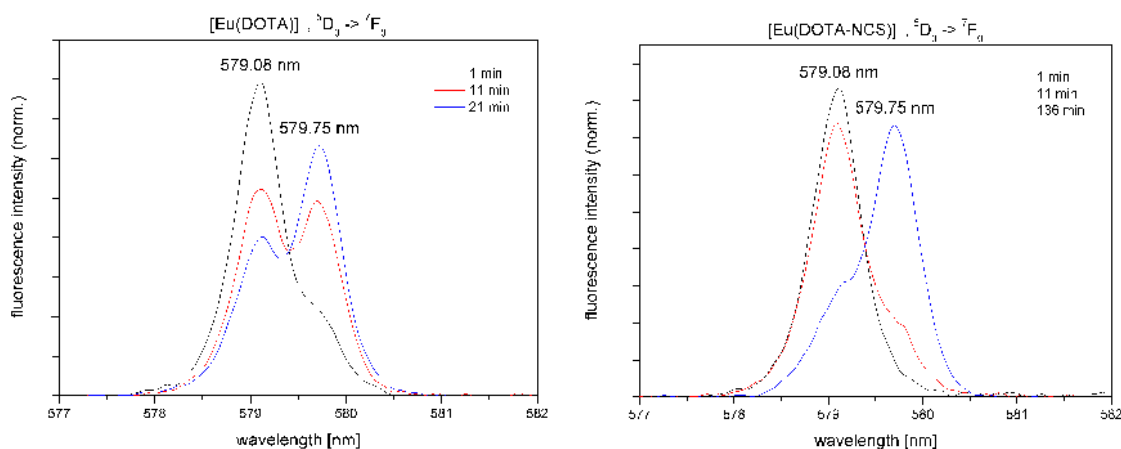 [Eu(DOTA)] , ⁵D₀ -> ⁷F₀
579.08 nm
579.75 nm
1 min
11 min
21 min
fluorescence intensity (norm.)
577 578 579 580 581 582
wavelength [nm]
[Eu(DOTA-NCS)] , ⁵D₀ -> ⁷F₀
579.08 nm
579.75 nm
1 min
11 min
136 min
fluorescence intensity (norm.)
577 578 579 580 581 582
wavelength [nm]